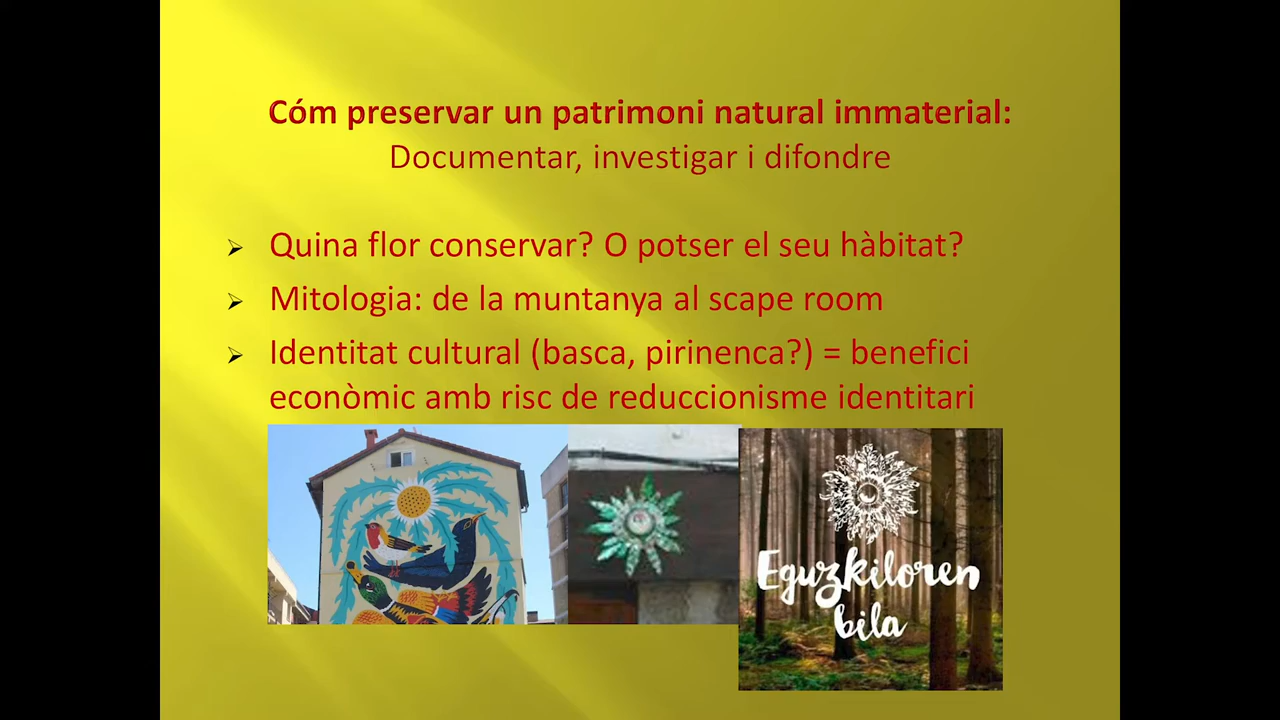 Cóm preservar un patrimoni natural immaterial:
Documentar, investigar i difondre
Quina flor conservar? O potser el seu hàbitat?
Mitologia: de la muntanya al scape room
Identitat cultural (basca, pirinenca?) = benefici
econòmic amb risc de reduccionisme identitari
Eguzkiloren
bila